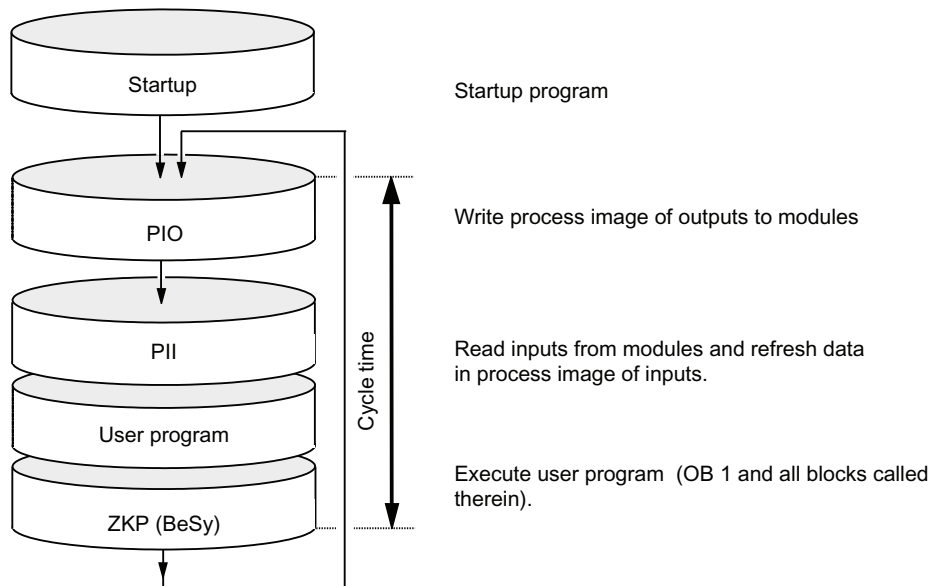 Startup
Startup program
PIO
Write process image of outputs to modules
PII
Read inputs from modules and refresh data
in process image of inputs.
Cycle time
User program
Execute user program (OB 1 and all blocks called
therein).
ZKP (BeSy)